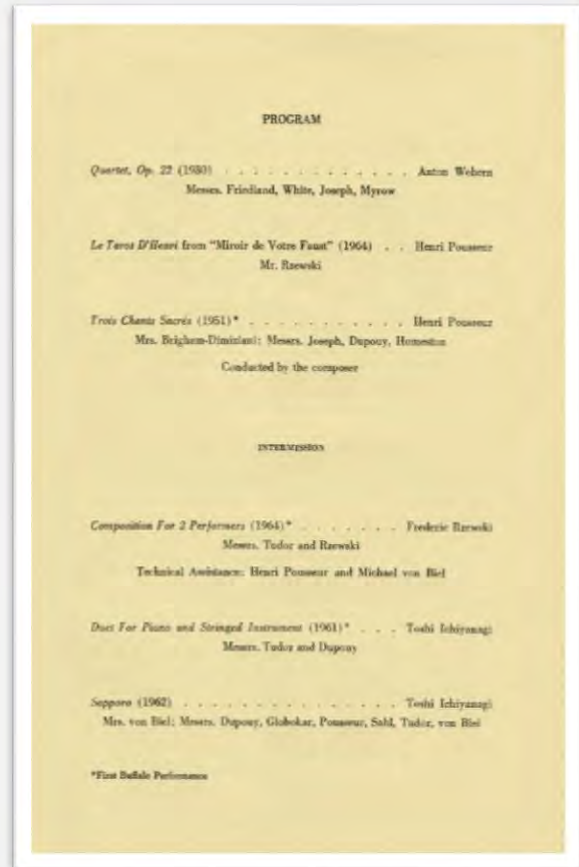 PROGRAM
Quartet, Op. 22 (1930) . . . . . . . . . . . . . Anton Webern
Messrs. Friedland, White, Joseph, Myrow
Le Tarot D'Henri from "Miroir de Votre Faust" (1964) . . Henri Pousseur
Mr. Rzewski
Trois Chants Sacrés (1951)* . . . . . . . . . . . . Henri Pousseur
Mrs. Brigham-Dimiziani; Messrs. Joseph, Dupouy, Humeston
Conducted by the composer
INTERMISSION
Composition For 2 Performers (1964)* . . . . . . . Frederic Rzewski
Messrs. Tudor and Rzewski
Technical Assistance: Henri Pousseur and Michael von Biel
Duet For Piano and Stringed Instrument (1961)* . . . Toshi Ichiyanagi
Messrs. Tudor and Dupouy
Sapporo (1962) . . . . . . . . . . . . . . . Toshi Ichiyanagi
Mrs. von Biel; Messrs. Dupouy, Globokar, Pousseur, Sahl, Tudor, von Biel
*First Buffalo Performance